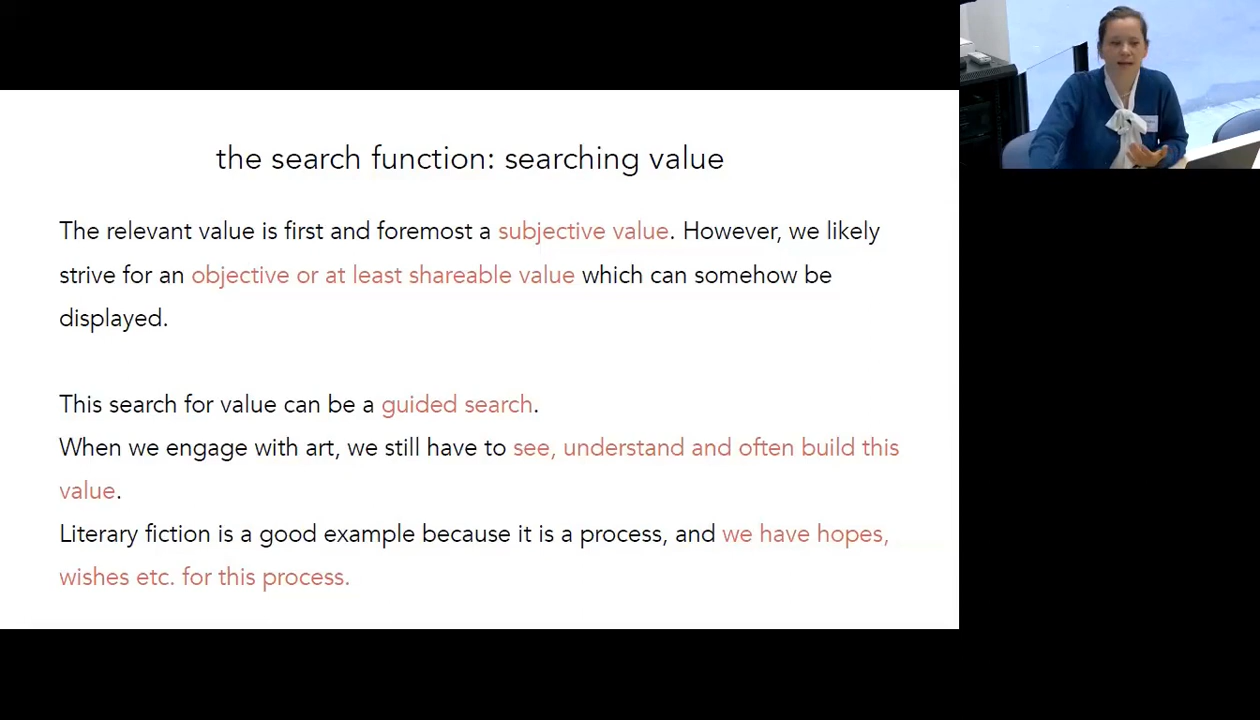 the search function: searching value
The relevant value is first and foremost a subjective value. However, we likely
strive for an objective or at least shareable value which can somehow be
displayed.
This search for value can be a guided search.
When we engage with art, we still have to see, understand and often build this
value.
Literary fiction is a good example because it is a process, and we have hopes,
wishes etc. for this process.